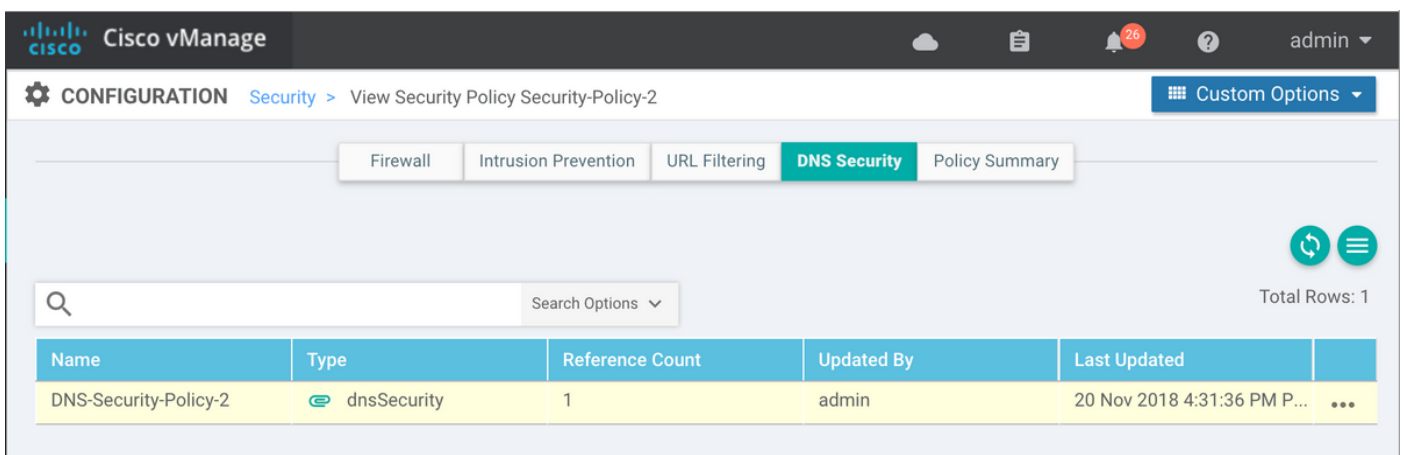 cisco Cisco vManage 26 ? admin
CONFIGURATION Security > View Security Policy Security-Policy-2 Custom Options
Firewall Intrusion Prevention URL Filtering DNS Security Policy Summary
Search Options Total Rows: 1
Name Type Reference Count Updated By Last Updated
DNS-Security-Policy-2 dnsSecurity 1 admin 20 Nov 2018 4:31:36 PM P... •••